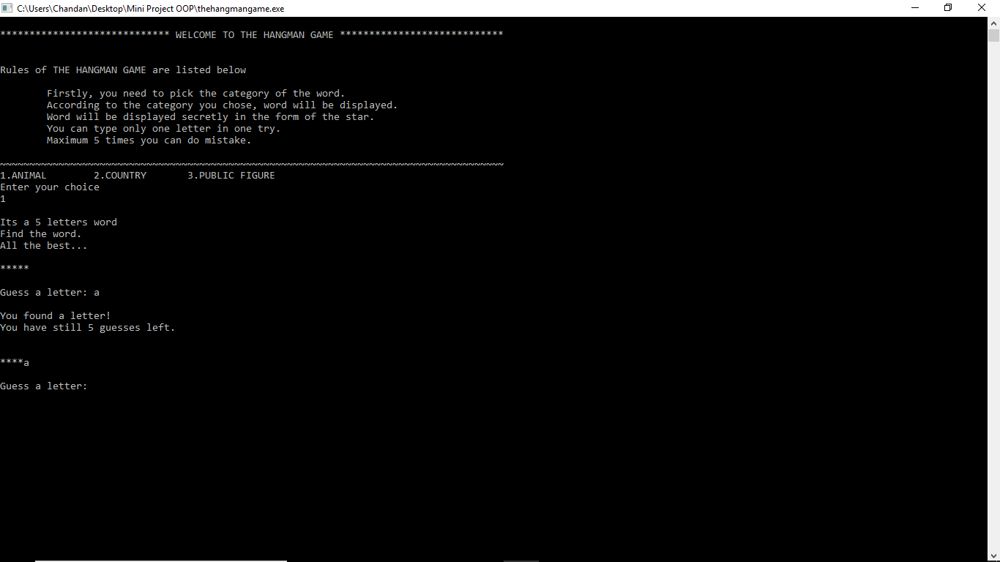 C:\Users\Chandan\Desktop\Mini Project OOP\thehangmangame.exe
***************************** WELCOME TO THE HANGMAN GAME ****************************
Rules of THE HANGMAN GAME are listed below
Firstly, you need to pick the category of the word.
According to the category you chose, word will be displayed.
Word will be displayed secretly in the form of the star.
You can type only one letter in one try.
Maximum 5 times you can do mistake.
~~~~~~~~~~~~~~~~~~~~~~~~~~~~~~~~~~~~~~~~~~~~~~~~~~~~~~~~~~~~~~~~~~~~~~~~~~~~~~~~~~~~~~
1.ANIMAL        2.COUNTRY       3.PUBLIC FIGURE
Enter your choice
1
Its a 5 letters word
Find the word.
All the best...
*****
Guess a letter: a
You found a letter!
You have still 5 guesses left.
****a
Guess a letter: